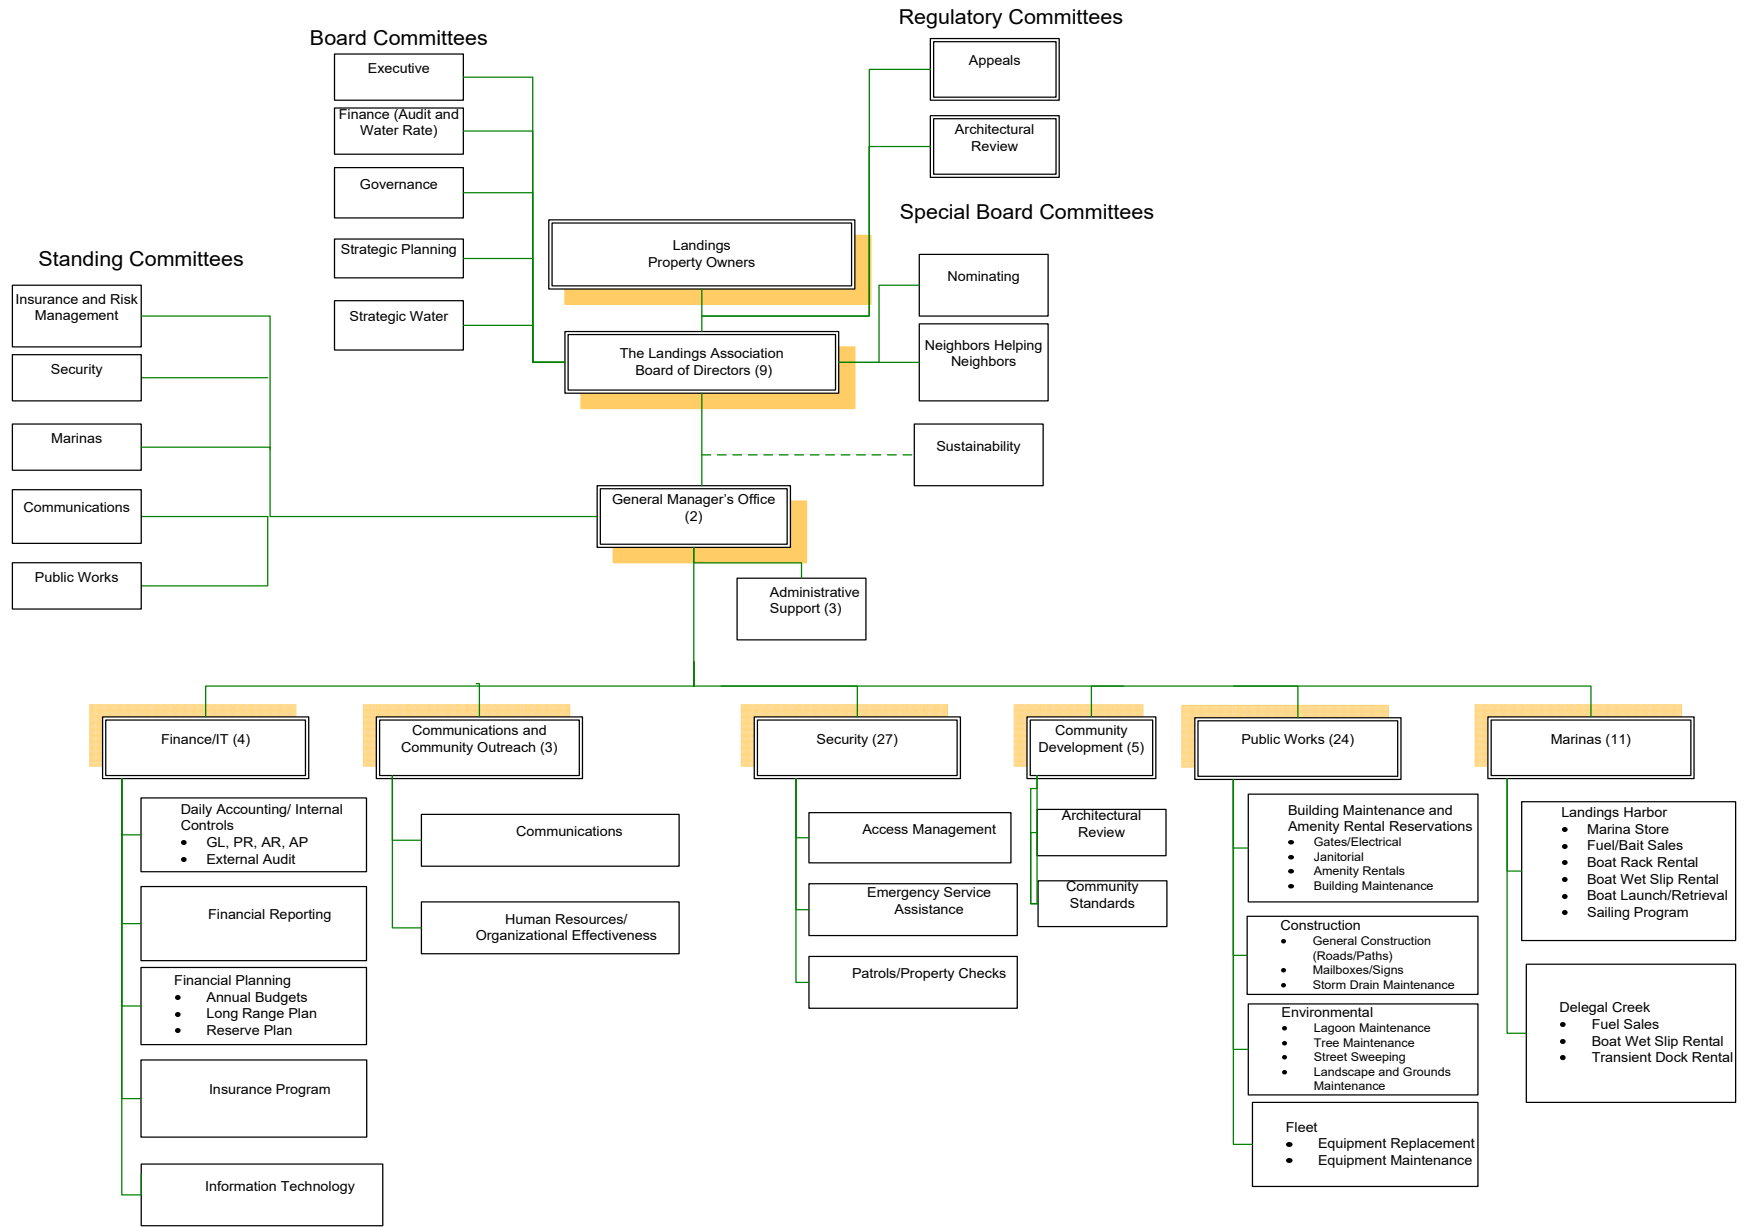 Regulatory Committees
Board Committees
Executive
Appeals
Finance (Audit and
Water Rate)
Architectural
Review
Governance
Special Board Committees
Strategic Planning
Landings
Property Owners
Standing Committees
Nominating
Insurance and Risk
Management
Strategic Water
Neighbors Helping
Neighbors
The Landings Association
Board of Directors (9)
Security
Marinas
Sustainability
Communications
General Manager’s Office
(2)
Public Works
Administrative
Support (3)
Finance/IT (4)
Communications and
Community Outreach (3)
Security (27)
Community
Development (5)
Public Works (24)
Marinas (11)
Daily Accounting/ Internal
Controls
• GL, PR, AR, AP
• External Audit
Financial Reporting
Financial Planning
• Annual Budgets
• Long Range Plan
• Reserve Plan
Insurance Program
Information Technology
Communications
Human Resources/
Organizational Effectiveness
Access Management
Emergency Service
Assistance
Patrols/Property Checks
Architectural
Review
Community
Standards
Building Maintenance and
Amenity Rental Reservations
• Gates/Electrical
• Janitorial
• Amenity Rentals
• Building Maintenance
Construction
• General Construction
(Roads/Paths)
• Mailboxes/Signs
• Storm Drain Maintenance
Environmental
• Lagoon Maintenance
• Tree Maintenance
• Street Sweeping
• Landscape and Grounds
Maintenance
Fleet
• Equipment Replacement
• Equipment Maintenance
Landings Harbor
• Marina Store
• Fuel/Bait Sales
• Boat Rack Rental
• Boat Wet Slip Rental
• Boat Launch/Retrieval
• Sailing Program
Delegal Creek
• Fuel Sales
• Boat Wet Slip Rental
• Transient Dock Rental